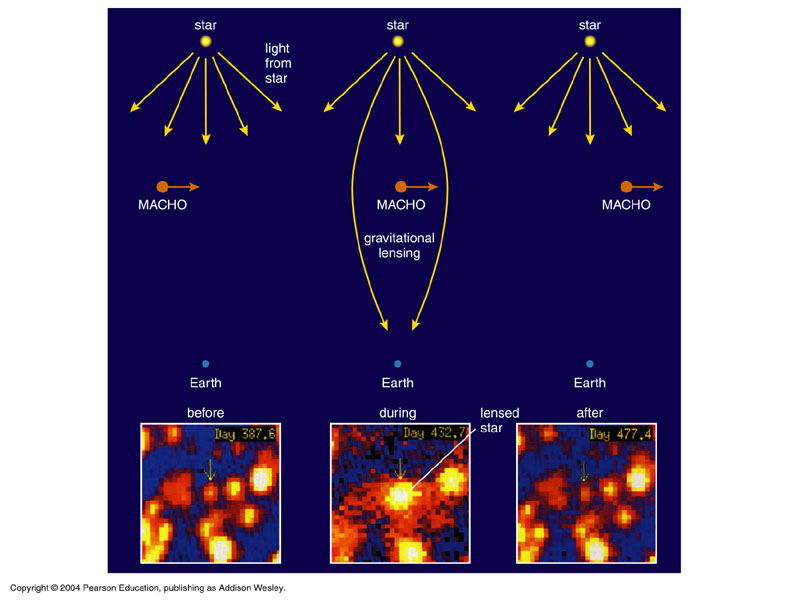 star
star
star
light
from
star
MACHO
MACHO
MACHO
gravitational
lensing
Earth
Earth
Earth
before
during
lensed
star
after
Day 387.6
Day 432.7
Day 477.4
Copyright © 2004 Pearson Education, publishing as Addison Wesley.